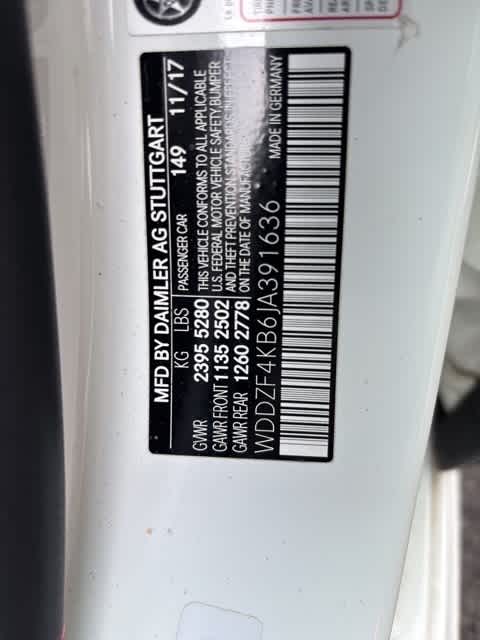 MFD BY DAIMLER AG STUTTGART
KG LBS PASSENGER CAR 149 11/17
GVWR 2395 5280 THIS VEHICLE CONFORMS TO ALL APPLICABLE
GAWR FRONT 1135 2502 U.S. FEDERAL MOTOR VEHICLE SAFETY, BUMPER
GAWR REAR 1260 2778 AND THEFT PREVENTION STANDARDS IN EFFECT
ON THE DATE OF MANUFACTURE
WDDZF4KB6JA391636 MADE IN GERMANY